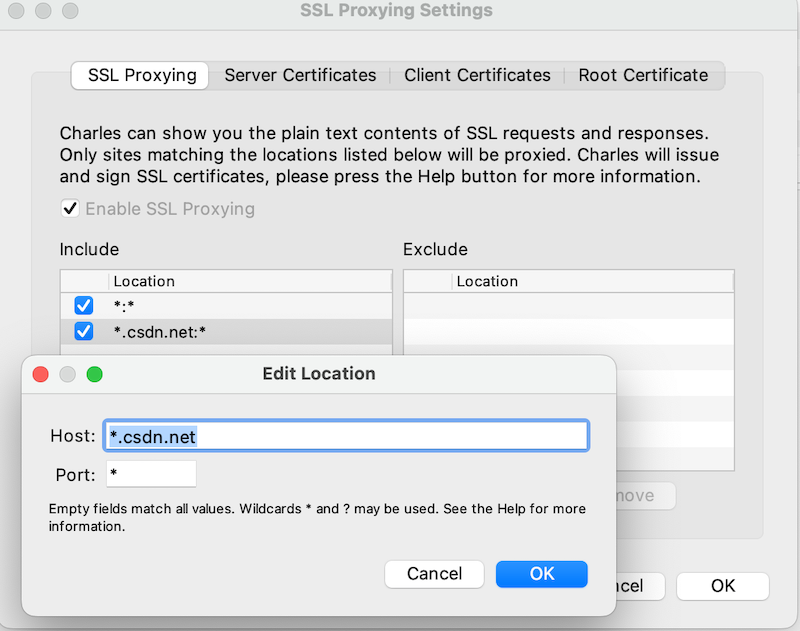 SSL Proxying Settings
SSL Proxying
Server Certificates
Client Certificates
Root Certificate
Charles can show you the plain text contents of SSL requests and responses.
Only sites matching the locations listed below will be proxied. Charles will issue
and sign SSL certificates, please press the Help button for more information.
Enable SSL Proxying
Include
Exclude
Location
Location
*:*
*.csdn.net:*
Edit Location
Host: *.csdn.net
Port: *
Empty fields match all values. Wildcards * and ? may be used. See the Help for more
information.
Cancel
OK
OK